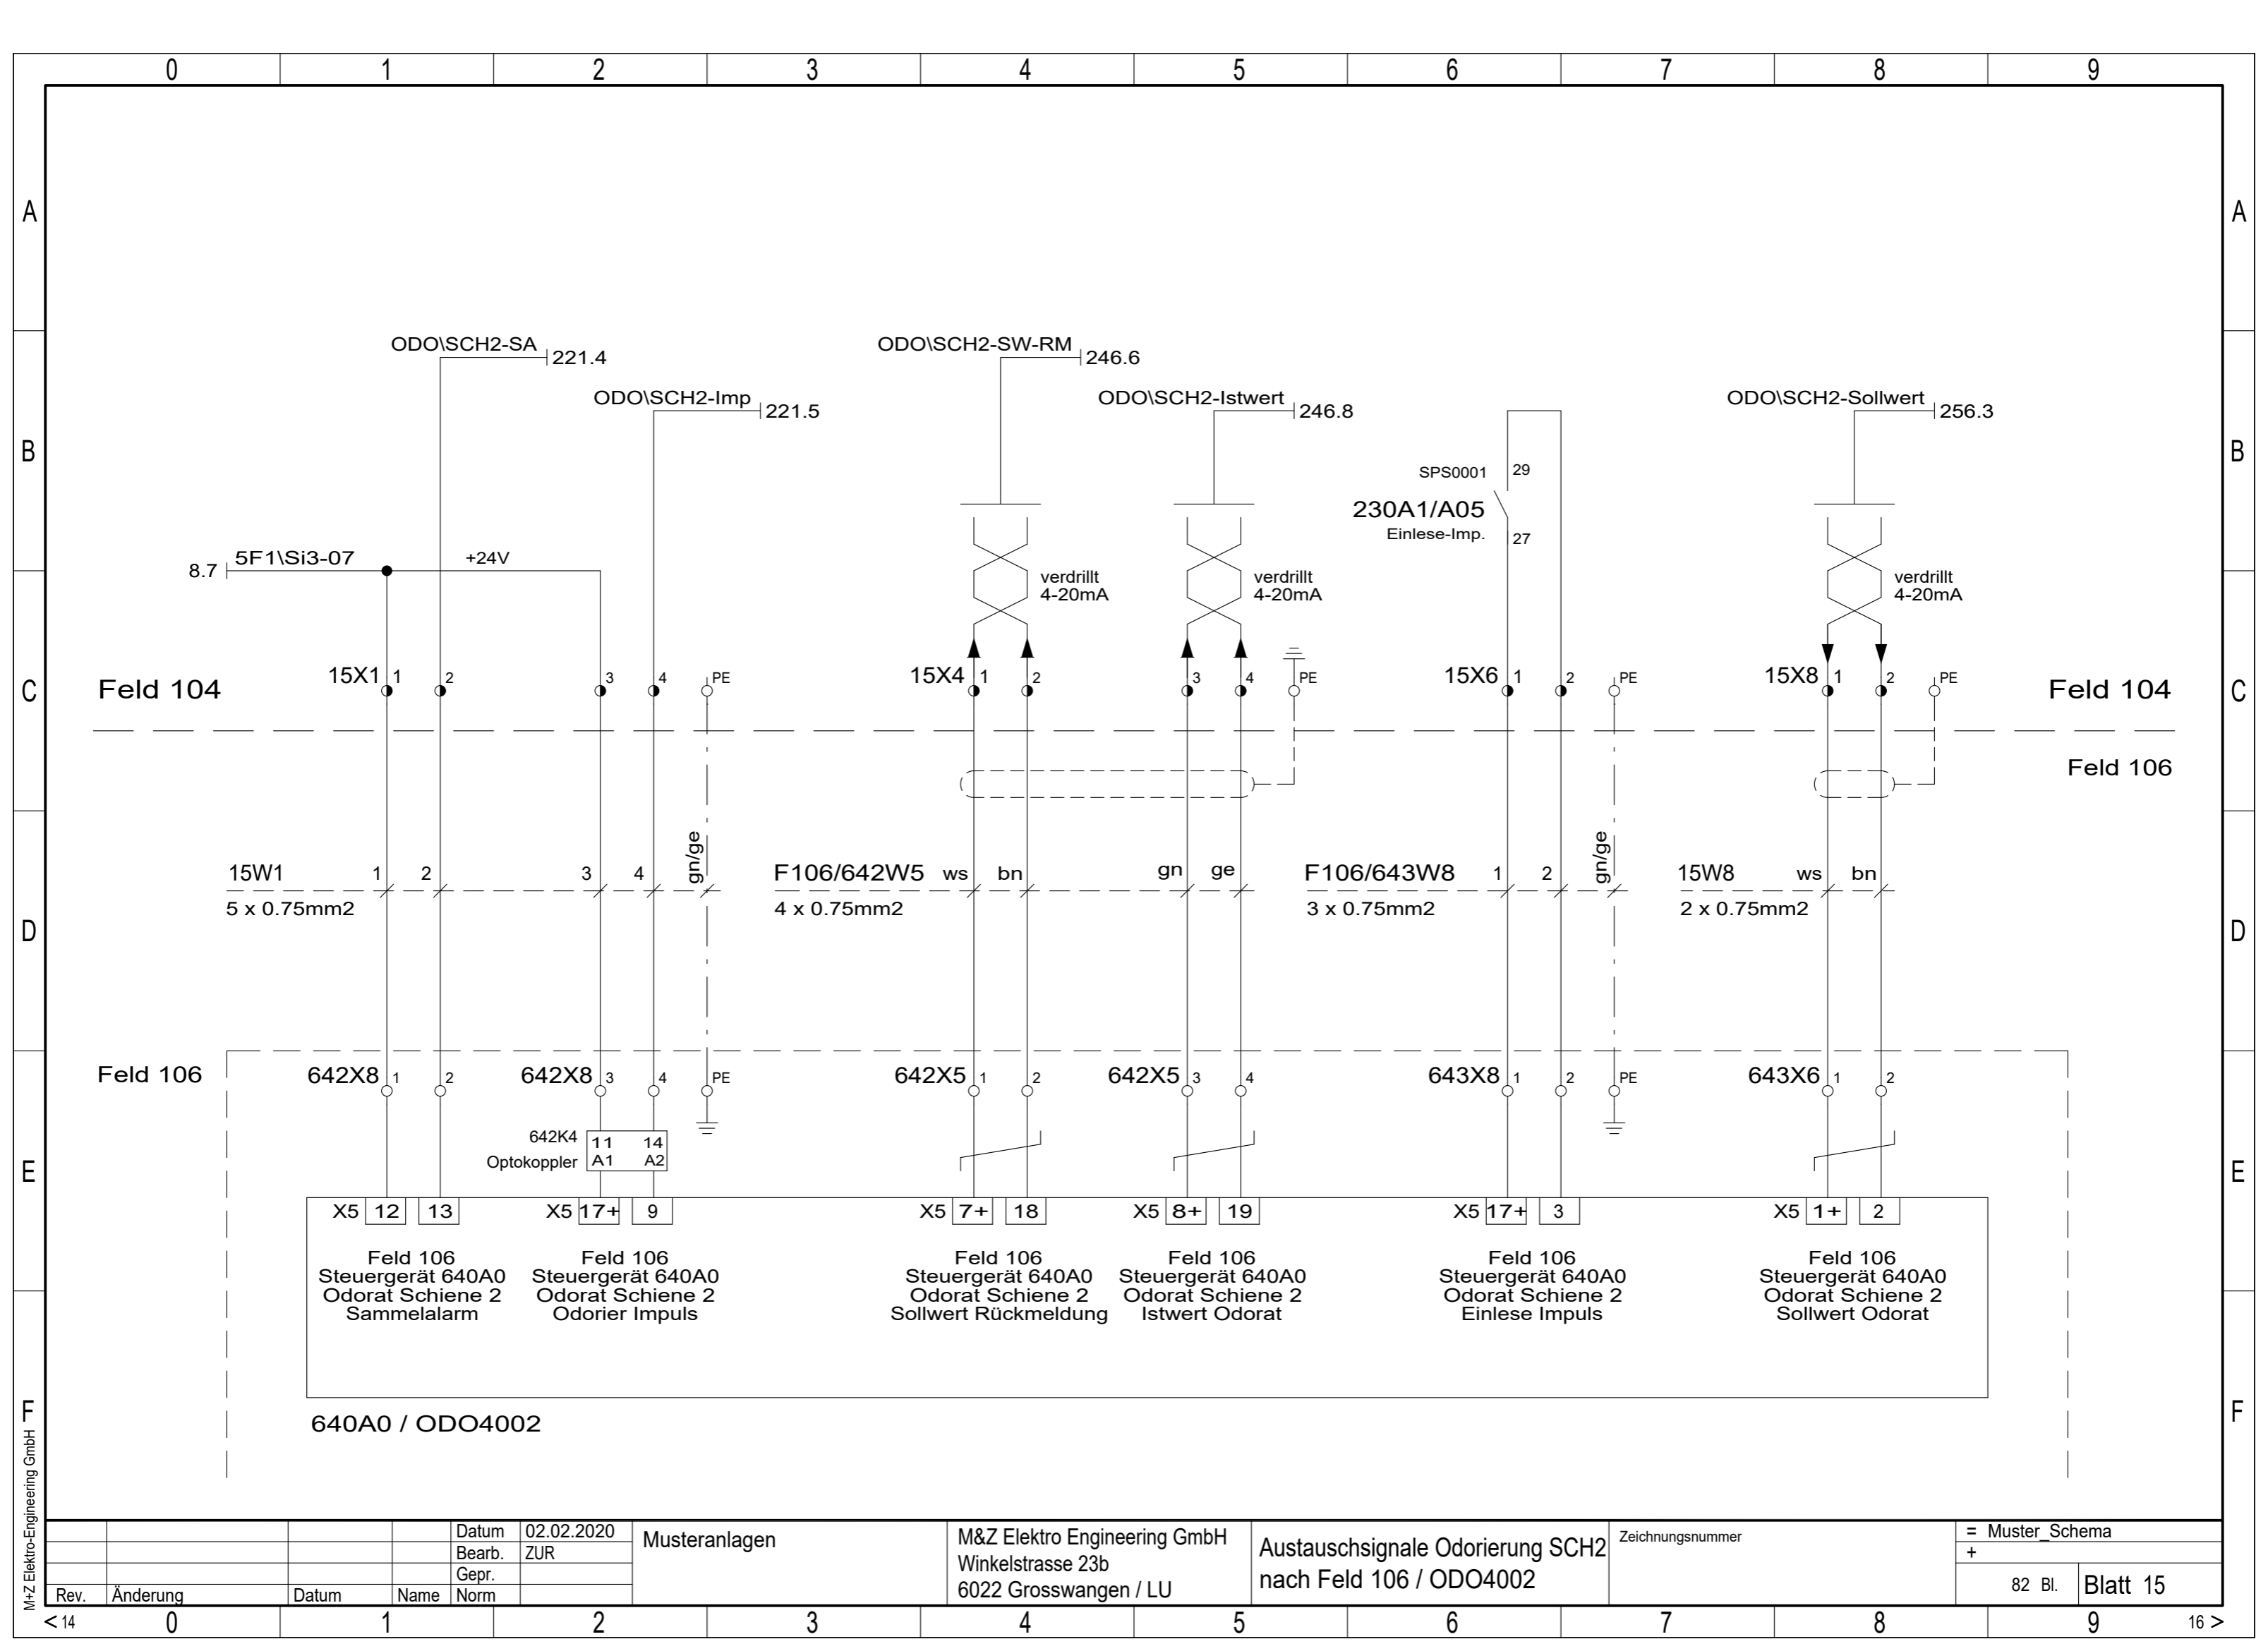 0 1 2 3 4 5 6 7 8 9
A A
ODO\SCH2-SA 221.4
ODO\SCH2-SW-RM 246.6
ODO\SCH2-Imp 221.5
ODO\SCH2-Istwert 246.8
ODO\SCH2-Sollwert 256.3
B B
SPS0001 29
230A1/A05
Einlese-Imp. 27
8.7 5F1\Si3-07 +24V
verdrillt verdrillt verdrillt
4-20mA 4-20mA 4-20mA
15X1 1 2 3 4 PE 15X4 1 2 3 4 PE 15X6 1 2 PE 15X8 1 2 PE
C Feld 104 Feld 104 C
Feld 106
15W1 1 2 3 4 gn/ge F106/642W5 ws bn gn ge F106/643W8 1 2 gn/ge 15W8 ws bn
5 x 0.75mm2 4 x 0.75mm2 3 x 0.75mm2 2 x 0.75mm2
D D
Feld 106 642X8 1 2 642X8 3 4 PE 642X5 1 2 642X5 3 4 643X8 1 2 PE 643X6 1 2
642K4 11 14
Optokoppler A1 A2
E E
X5 12 13 X5 17+ 9 X5 7+ 18 X5 8+ 19 X5 17+ 3 X5 1+ 2
Feld 106 Feld 106 Feld 106 Feld 106 Feld 106 Feld 106
Steuergerät 640A0 Steuergerät 640A0 Steuergerät 640A0 Steuergerät 640A0 Steuergerät 640A0 Steuergerät 640A0
Odorat Schiene 2 Odorat Schiene 2 Odorat Schiene 2 Odorat Schiene 2 Odorat Schiene 2 Odorat Schiene 2
Sammelalarm Odorier Impuls Sollwert Rückmeldung Istwert Odorat Einlese Impuls Sollwert Odorat
F F
640A0 / ODO4002
M+Z Elektro-Engineering GmbH
Datum 02.02.2020
Bearb. ZUR
Gepr.
Rev. Änderung Datum Name Norm
Musteranlagen
M&Z Elektro Engineering GmbH
Winkelstrasse 23b
6022 Grosswangen / LU
Austauschsignale Odorierung SCH2
nach Feld 106 / ODO4002
Zeichnungsnummer
= Muster_Schema
+
82 Bl. Blatt 15
< 14 0 1 2 3 4 5 6 7 8 9 16 >